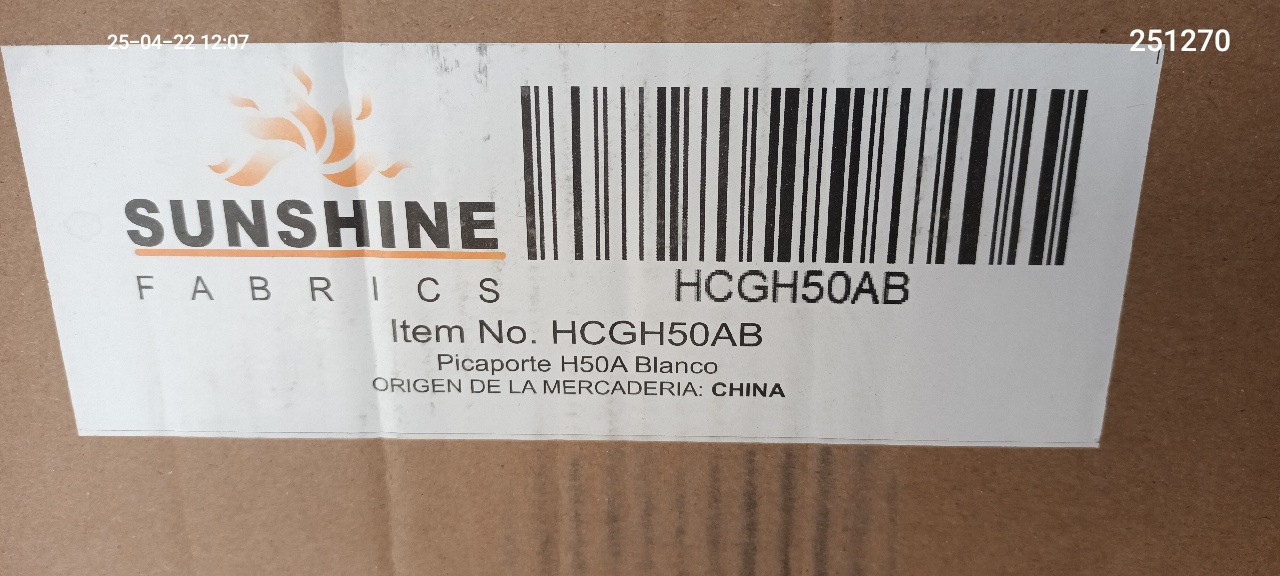 25-04-22 12:07
251270
SUNSHINE
FABRICS
HCGH50AB
Item No. HCGH50AB
Picaporte H50A Blanco
ORIGEN DE LA MERCADERIA: CHINA